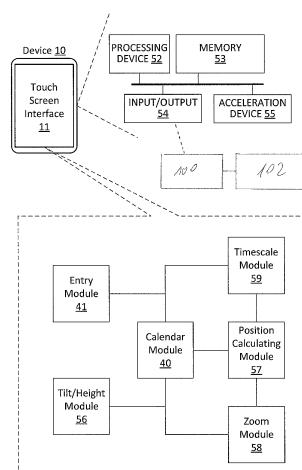 Device 10
Touch
Screen
Interface
11
PROCESSING
DEVICE 52
MEMORY
53
INPUT/OUTPUT
54
ACCELERATION
DEVICE 55
100
102
Timescale
Module
59
Entry
Module
41
Calendar
Module
40
Position
Calculating
Module
57
Tilt/Height
Module
56
Zoom
Module
58